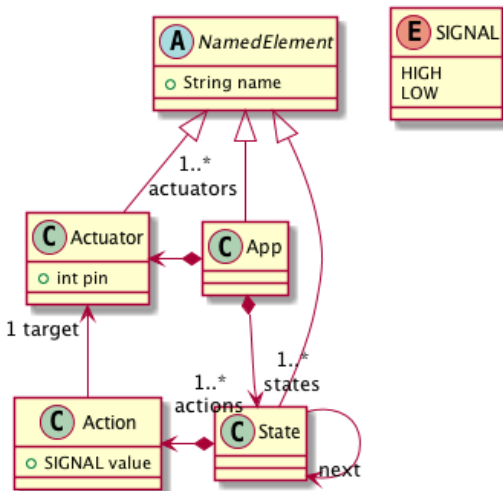 A NamedElement
String name
E SIGNAL
HIGH
LOW
1..*
actuators
C Actuator
int pin
C App
1 target
1..*
actions
1..*
states
C Action
SIGNAL value
C State
next